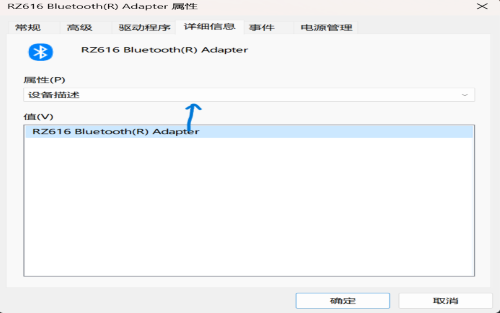 RZ616 Bluetooth(R) Adapter 属性
常规 高级 驱动程序 详细信息 事件 电源管理
RZ616 Bluetooth(R) Adapter
属性(P)
设备描述
值(V)
RZ616 Bluetooth(R) Adapter
确定 取消